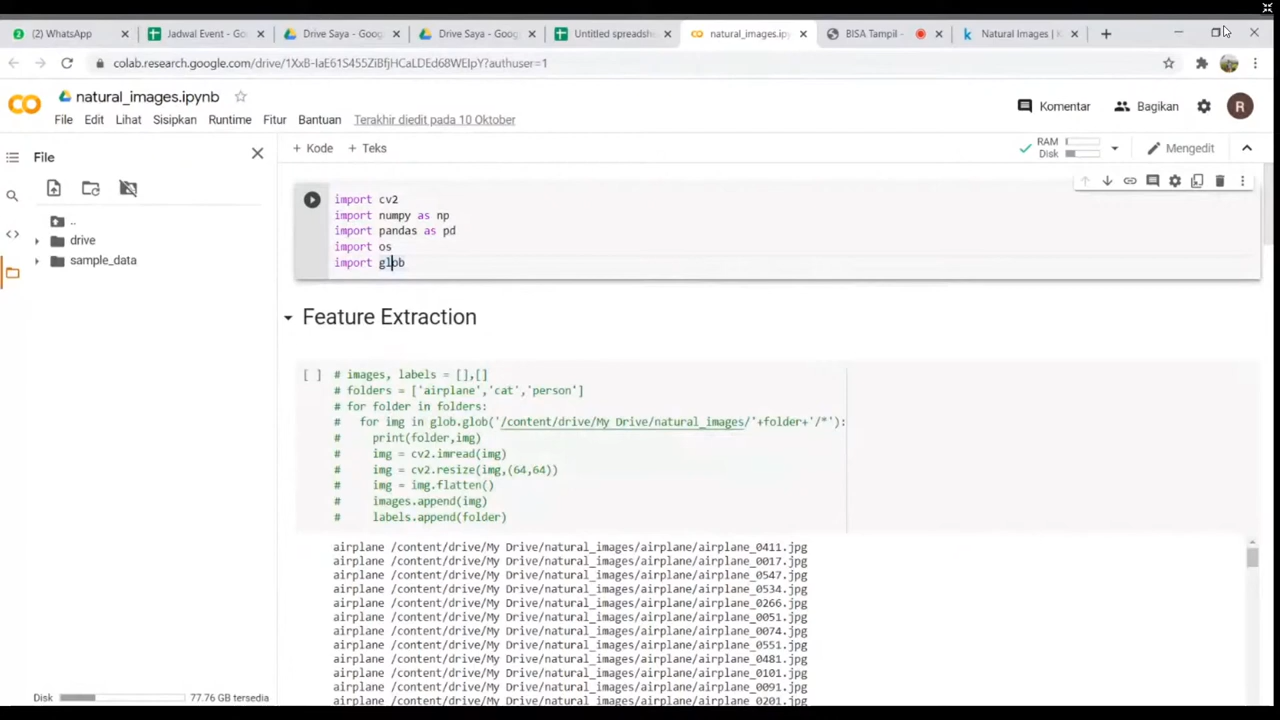 (2) WhatsApp
Jadwal Event - Go
Drive Saya - Goog
Drive Saya - Goog
Untitled spreadshe
natural_images.ipy
BISA Tampil -
Natural Images | K
colab.research.google.com/drive/1XxB-IaE61S455ZiBfjHCaLDEd68WElpY?authuser=1
natural_images.ipynb
Komentar
Bagikan
R
File Edit Lihat Sisipkan Runtime Fitur Bantuan Terakhir diedit pada 10 Oktober
File
+ Kode + Teks
RAM
Disk
Mengedit
..
drive
sample_data
import cv2
import numpy as np
import pandas as pd
import os
import glob
Feature Extraction
[ ] # images, labels = [],[]
# folders = ['airplane','cat','person']
# for folder in folders:
#   for img in glob.glob('/content/drive/My Drive/natural_images/'+folder+'/*'):
#     print(folder,img)
#     img = cv2.imread(img)
#     img = cv2.resize(img,(64,64))
#     img = img.flatten()
#     images.append(img)
#     labels.append(folder)
airplane /content/drive/My Drive/natural_images/airplane/airplane_0411.jpg
airplane /content/drive/My Drive/natural_images/airplane/airplane_0017.jpg
airplane /content/drive/My Drive/natural_images/airplane/airplane_0547.jpg
airplane /content/drive/My Drive/natural_images/airplane/airplane_0534.jpg
airplane /content/drive/My Drive/natural_images/airplane/airplane_0266.jpg
airplane /content/drive/My Drive/natural_images/airplane/airplane_0051.jpg
airplane /content/drive/My Drive/natural_images/airplane/airplane_0074.jpg
airplane /content/drive/My Drive/natural_images/airplane/airplane_0551.jpg
airplane /content/drive/My Drive/natural_images/airplane/airplane_0481.jpg
airplane /content/drive/My Drive/natural_images/airplane/airplane_0101.jpg
airplane /content/drive/My Drive/natural_images/airplane/airplane_0091.jpg
airplane /content/drive/My Drive/natural_images/airplane/airplane_0201.jpg
Disk
77.76 GB tersedia